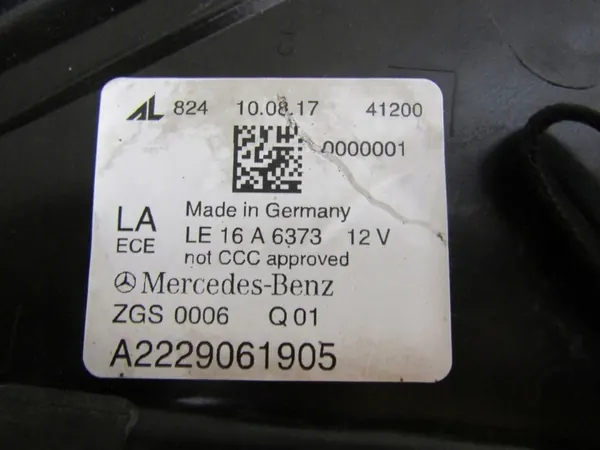 AL 824 10.08.17 41200
0000001
LA Made in Germany
ECE LE 16 A 6373 12 V
not CCC approved
Mercedes-Benz
ZGS 0006 Q 01
A2229061905